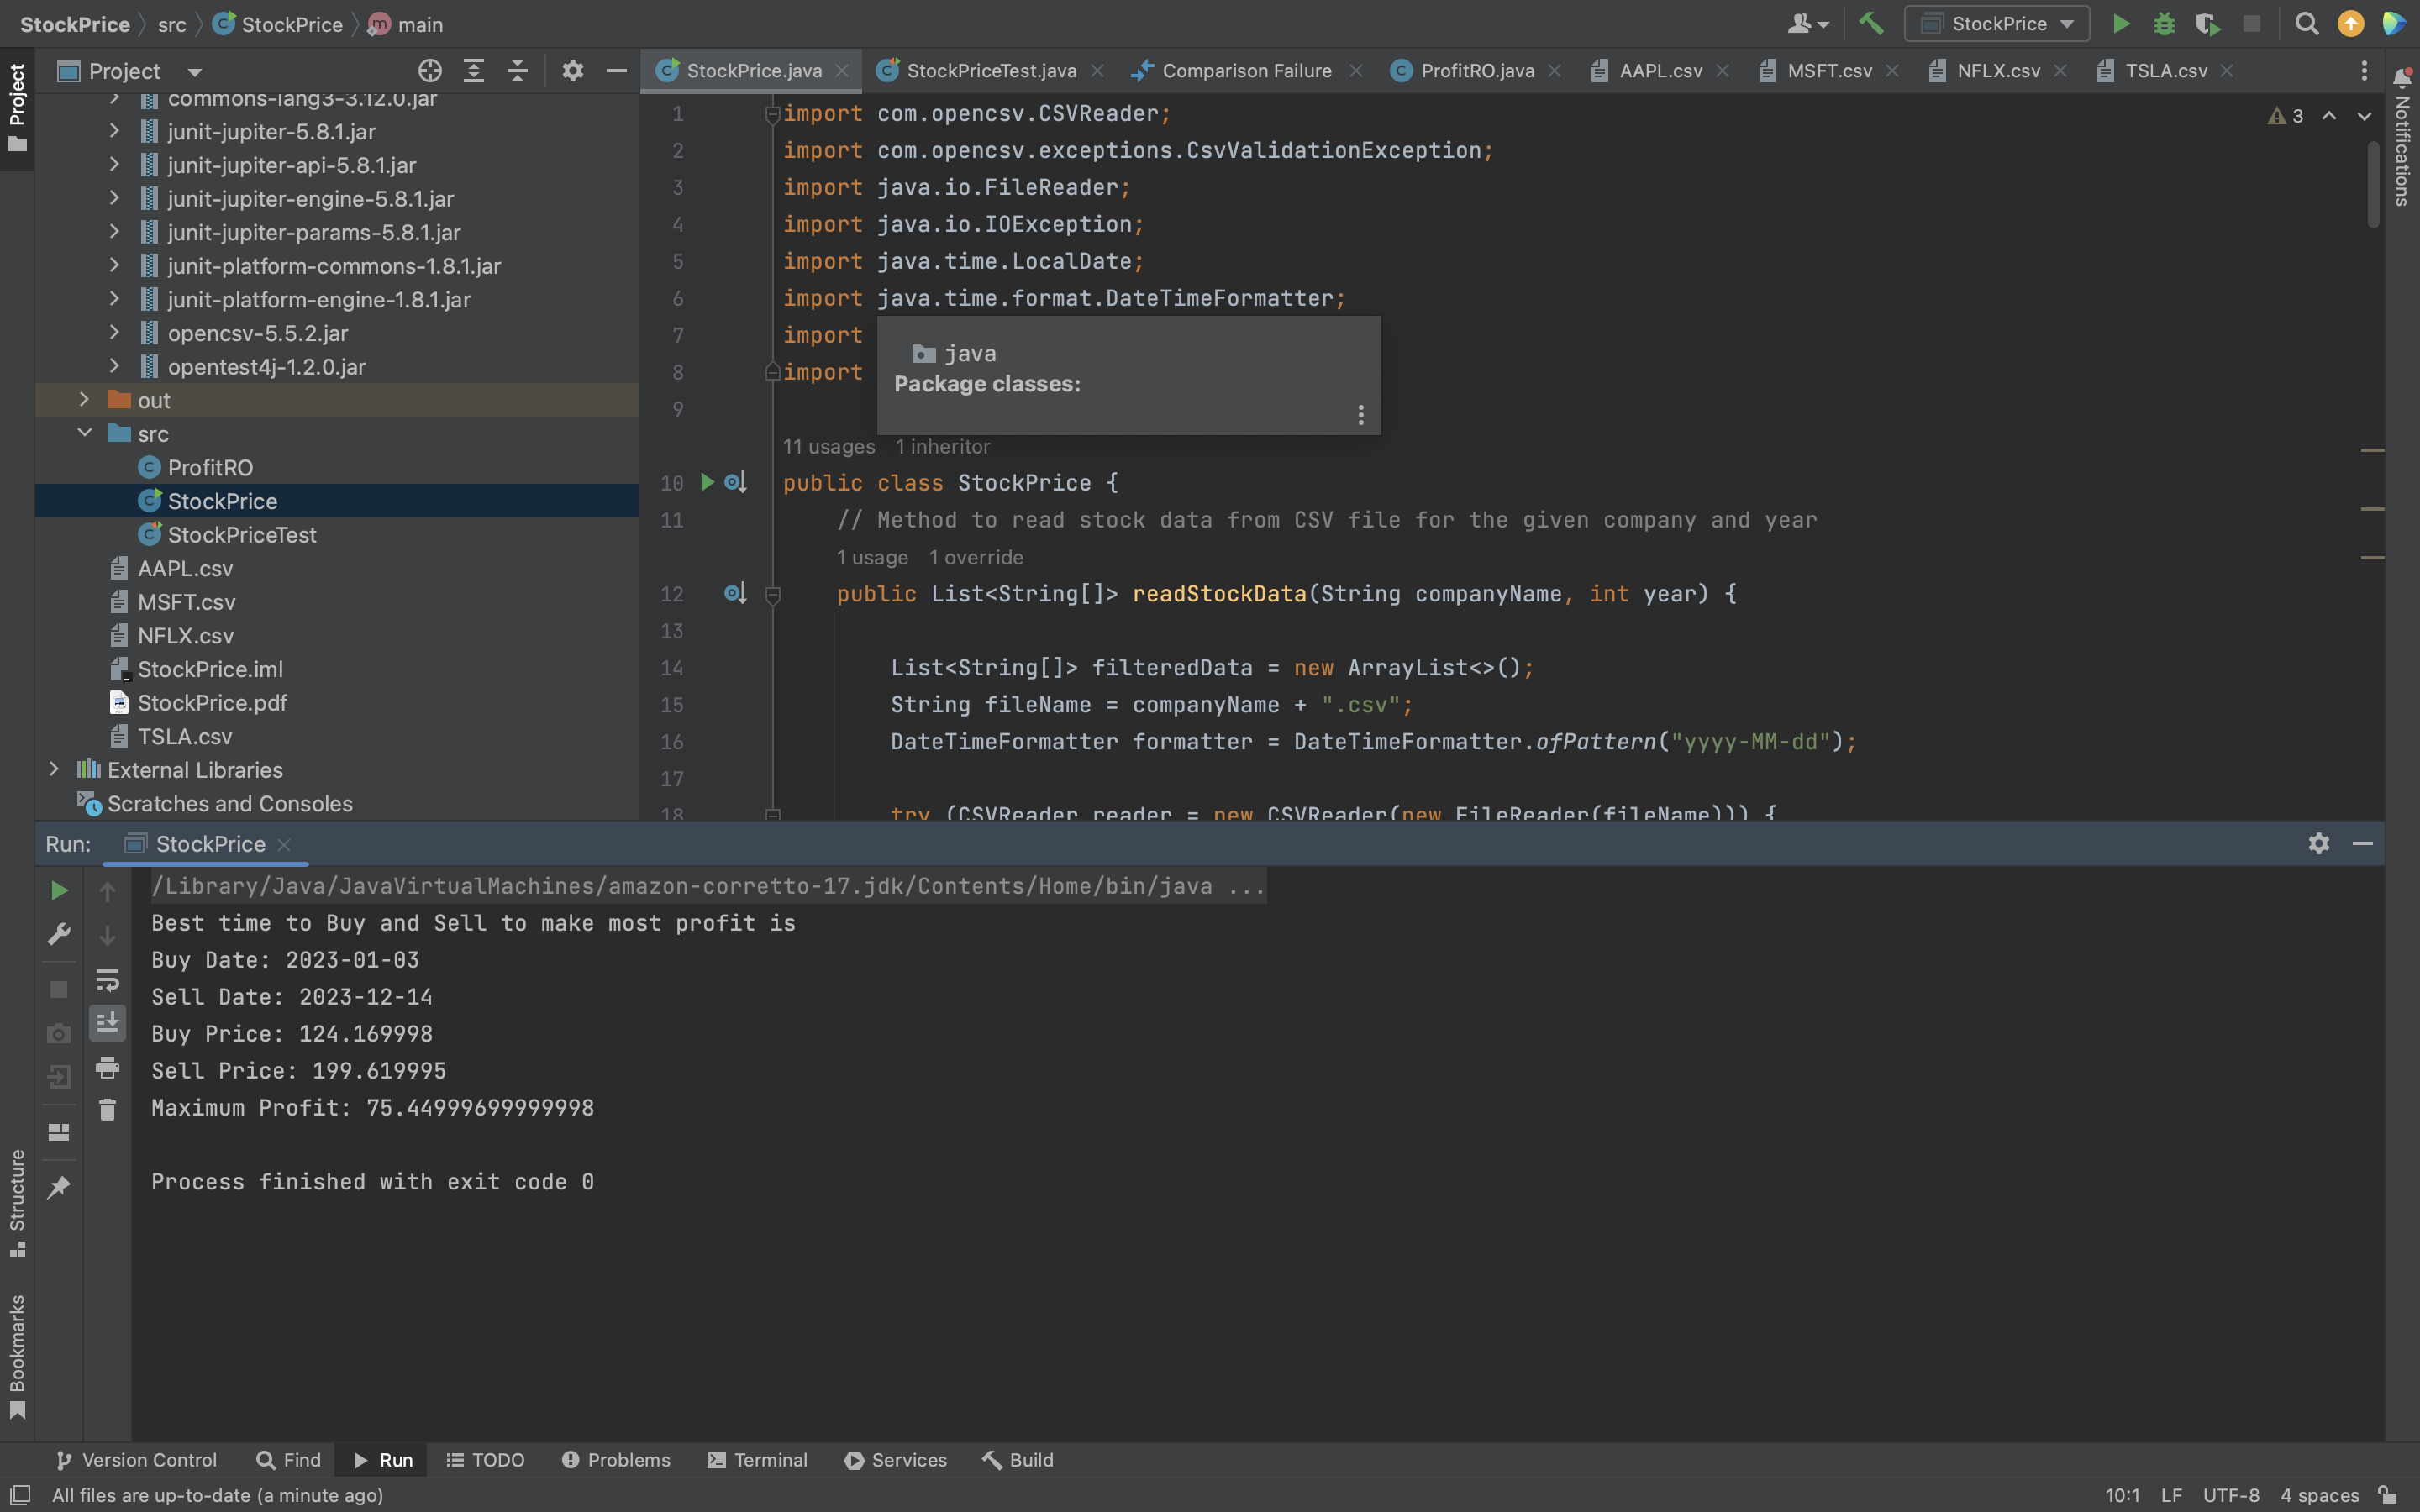 StockPrice src StockPrice main
StockPrice
Project
StockPrice.java StockPriceTest.java Comparison Failure ProfitRO.java AAPL.csv MSFT.csv NFLX.csv TSLA.csv
Project
Notifications
commons-lang3-3.12.0.jar
junit-jupiter-5.8.1.jar
junit-jupiter-api-5.8.1.jar
junit-jupiter-engine-5.8.1.jar
junit-jupiter-params-5.8.1.jar
junit-platform-commons-1.8.1.jar
junit-platform-engine-1.8.1.jar
opencsv-5.5.2.jar
opentest4j-1.2.0.jar
out
src
ProfitRO
StockPrice
StockPriceTest
AAPL.csv
MSFT.csv
NFLX.csv
StockPrice.iml
StockPrice.pdf
TSLA.csv
External Libraries
Scratches and Consoles
1 import com.opencsv.CSVReader;
3
2 import com.opencsv.exceptions.CsvValidationException;
3 import java.io.FileReader;
4 import java.io.IOException;
5 import java.time.LocalDate;
6 import java.time.format.DateTimeFormatter;
7 import
java
8 import
Package classes:
9
11 usages 1 inheritor
10 public class StockPrice {
11 // Method to read stock data from CSV file for the given company and year
1 usage 1 override
12 public List<String[]> readStockData(String companyName, int year) {
13
14 List<String[]> filteredData = new ArrayList<>();
15 String fileName = companyName + ".csv";
16 DateTimeFormatter formatter = DateTimeFormatter.ofPattern("yyyy-MM-dd");
17
18 try (CSVReader reader = new CSVReader(new FileReader(fileName))) {
Run: StockPrice
/Library/Java/JavaVirtualMachines/amazon-corretto-17.jdk/Contents/Home/bin/java ...
Best time to Buy and Sell to make most profit is
Buy Date: 2023-01-03
Sell Date: 2023-12-14
Buy Price: 124.169998
Sell Price: 199.619995
Maximum Profit: 75.44999699999998
Process finished with exit code 0
Structure
Bookmarks
Version Control Find Run TODO Problems Terminal Services Build
All files are up-to-date (a minute ago)
10:1 LF UTF-8 4 spaces